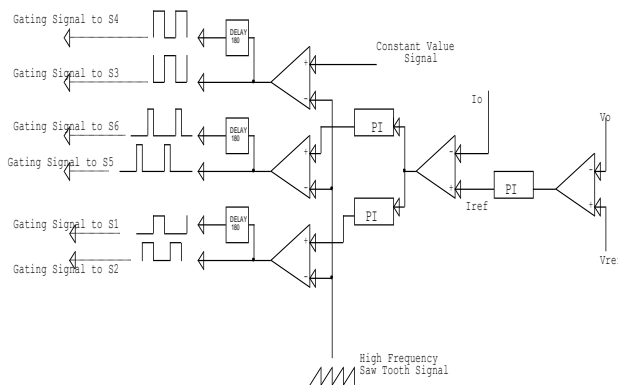 Gating Signal to S4
DELAY
180
Constant Value
Signal
Gating Signal to S3
+
-
Io
Vo
Gating Signal to S6
DELAY
180
PI
Gating Signal to S5
+
-
-
+
Iref
PI
-
+
PI
Gating Signal to S1
DELAY
180
Gating Signal to S2
+
-
Vref
High Frequency
Saw Tooth Signal